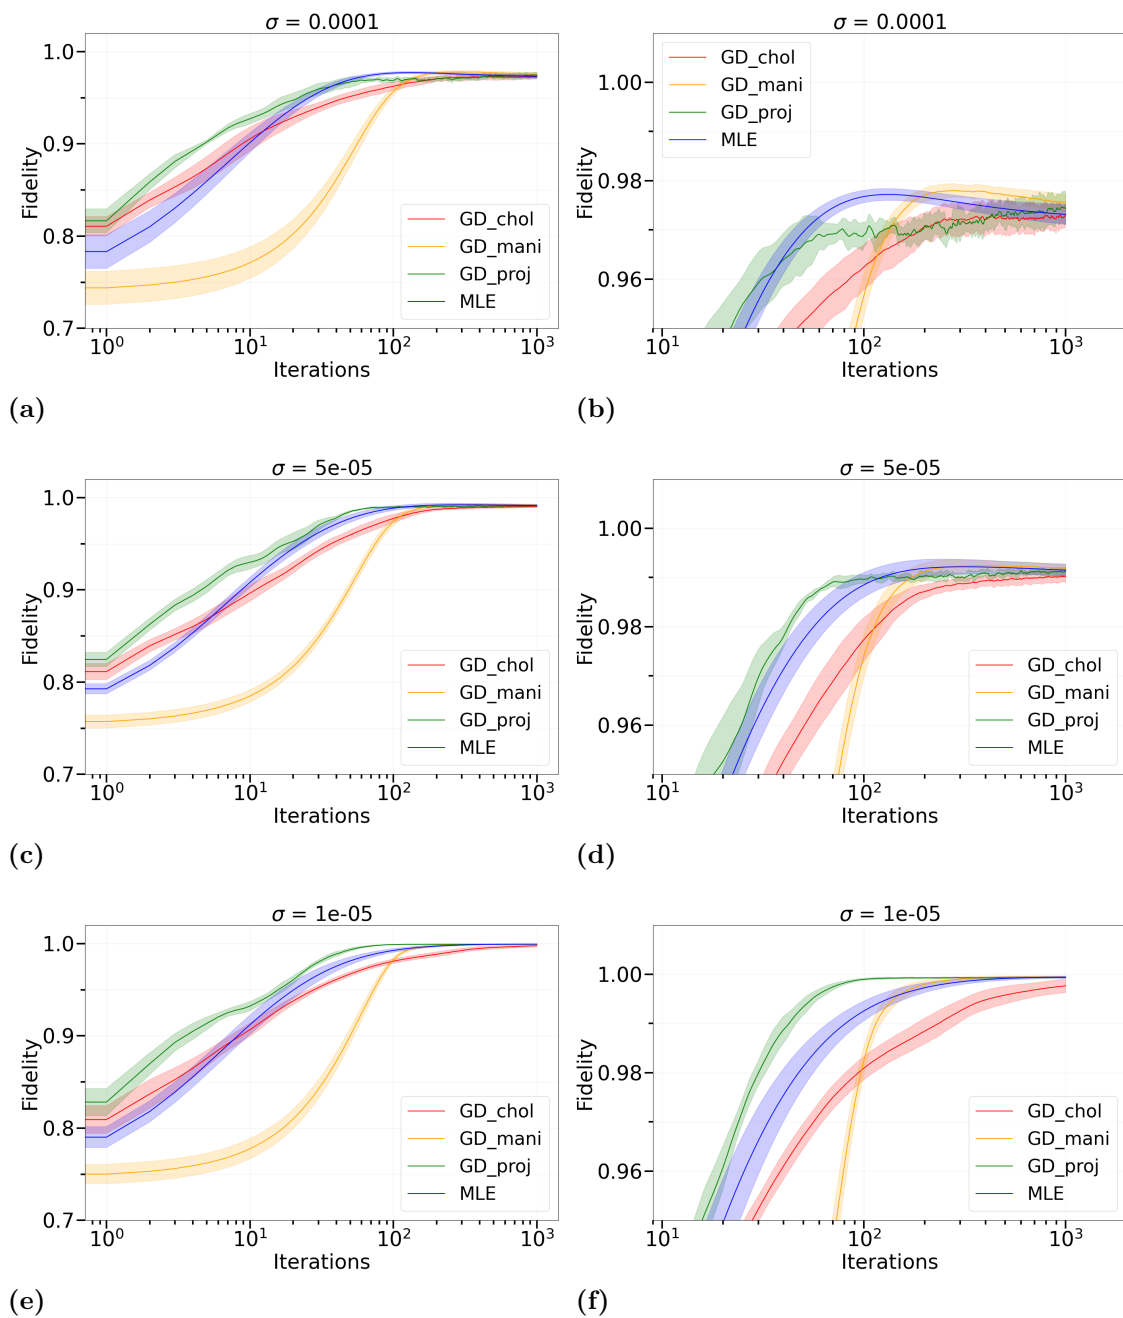 σ = 0.0001
1.0
0.9
0.8
0.7
Fidelity
GD_chol
GD_mani
GD_proj
MLE
10⁰
10¹
10²
10³
Iterations
(a)
σ = 0.0001
1.00
0.98
0.96
Fidelity
GD_chol
GD_mani
GD_proj
MLE
10¹
10²
10³
Iterations
(b)
σ = 5e-05
1.0
0.9
0.8
0.7
Fidelity
GD_chol
GD_mani
GD_proj
MLE
10⁰
10¹
10²
10³
Iterations
(c)
σ = 5e-05
1.00
0.98
0.96
Fidelity
GD_chol
GD_mani
GD_proj
MLE
10¹
10²
10³
Iterations
(d)
σ = 1e-05
1.0
0.9
0.8
0.7
Fidelity
GD_chol
GD_mani
GD_proj
MLE
10⁰
10¹
10²
10³
Iterations
(e)
σ = 1e-05
1.00
0.98
0.96
Fidelity
GD_chol
GD_mani
GD_proj
MLE
10¹
10²
10³
Iterations
(f)